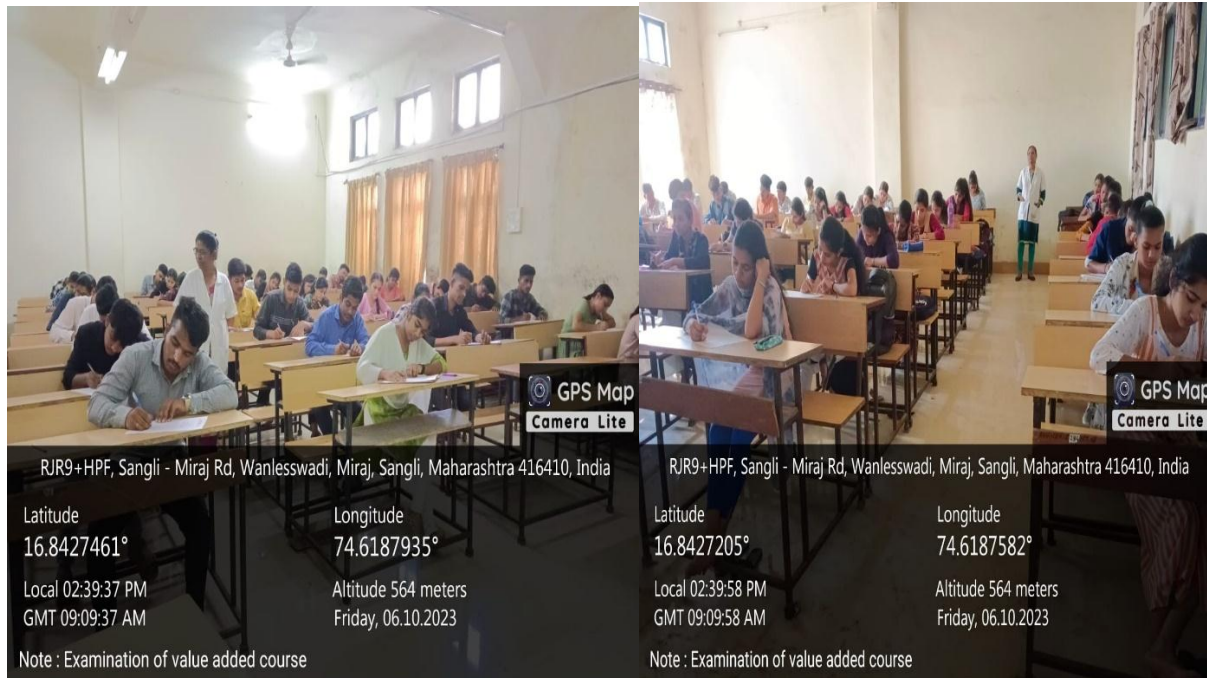 GPS Map
Camera Lite
RJR9+HPF, Sangli - Miraj Rd, Wanlesswadi, Miraj, Sangli, Maharashtra 416410, India
Latitude
16.8427461°
Longitude
74.6187935°
Local 02:39:37 PM
GMT 09:09:37 AM
Altitude 564 meters
Friday, 06.10.2023
Note : Examination of value added course
GPS Map
Camera Lite
RJR9+HPF, Sangli - Miraj Rd, Wanlesswadi, Miraj, Sangli, Maharashtra 416410, India
Latitude
16.8427205°
Longitude
74.6187582°
Local 02:39:58 PM
GMT 09:09:58 AM
Altitude 564 meters
Friday, 06.10.2023
Note : Examination of value added course